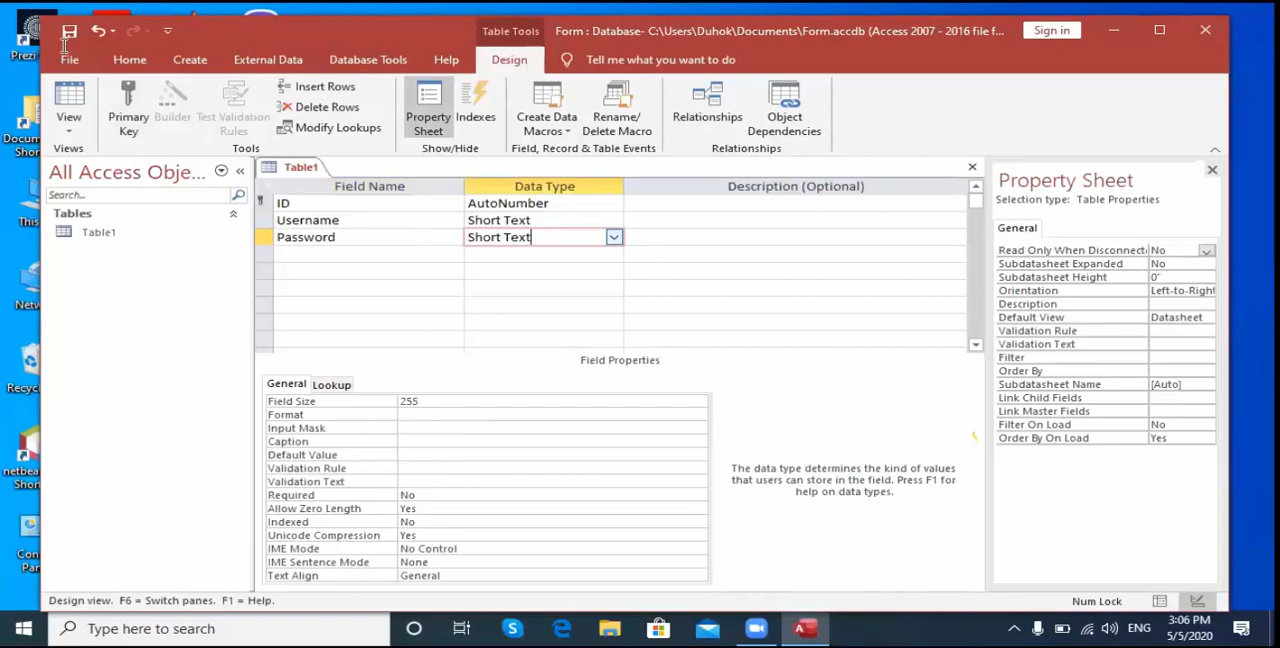 Table Tools
Form : Database- C:\Users\Duhok\Documents\Form.accdb (Access 2007 - 2016 file f...
Sign in
File
Home
Create
External Data
Database Tools
Help
Design
Tell me what you want to do
View
Primary Key
Builder
Test Validation Rules
Insert Rows
Delete Rows
Modify Lookups
Property Sheet
Indexes
Create Data Macros
Rename/ Delete Macro
Relationships
Object Dependencies
Views
Tools
Show/Hide
Field, Record & Table Events
Relationships
All Access Obje...
Search...
Tables
Table1
Table1
Field Name Data Type Description (Optional)
ID AutoNumber
Username Short Text
Password Short Text
Field Properties
General Lookup
Field Size 255
Format
Input Mask
Caption
Default Value
Validation Rule
Validation Text
Required No
Allow Zero Length Yes
Indexed No
Unicode Compression Yes
IME Mode No Control
IME Sentence Mode None
Text Align General
The data type determines the kind of values
that users can store in the field. Press F1 for
help on data types.
Property Sheet
Selection type: Table Properties
General
Read Only When Disconnect No
Subdatasheet Expanded No
Subdatasheet Height 0"
Orientation Left-to-Right
Description
Default View Datasheet
Validation Rule
Validation Text
Filter
Order By
Subdatasheet Name [Auto]
Link Child Fields
Link Master Fields
Filter On Load No
Order By On Load Yes
Design view. F6 = Switch panes. F1 = Help.
Num Lock
Prezi
Docum
Shor
This
Netw
Recyc
netbea
Short
Con
Pan
Type here to search
ENG
3:06 PM
5/5/2020